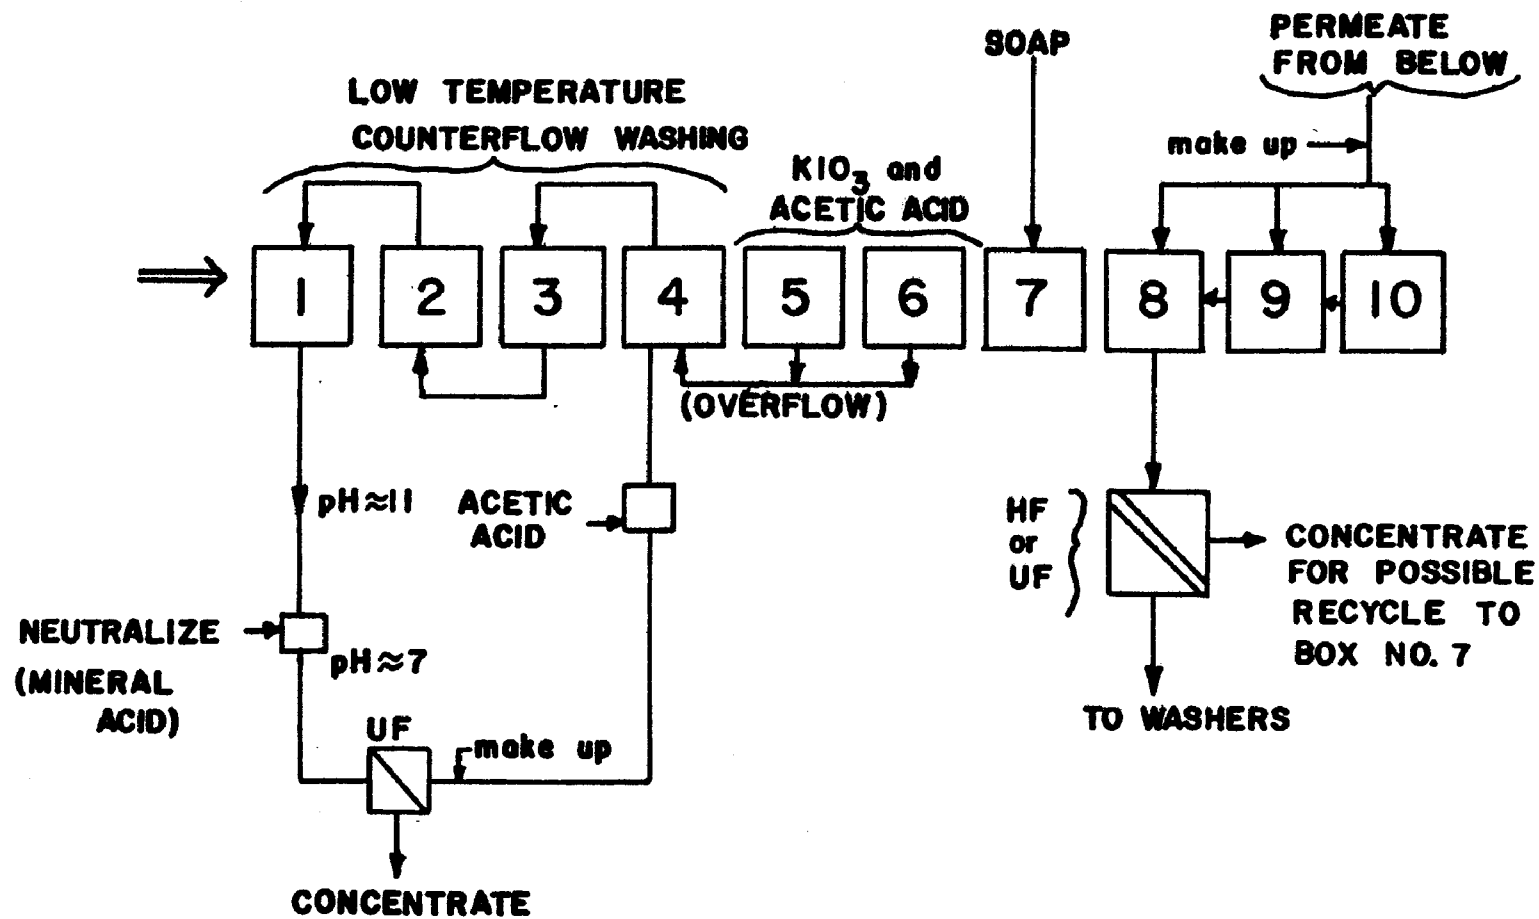 SOAP
PERMEATE
FROM BELOW
make up
LOW TEMPERATURE
COUNTERFLOW WASHING
KIO3 and
ACETIC ACID
1
2
3
4
5
6
7
8
9
10
(OVERFLOW)
pH≈11
ACETIC
ACID
HF
or
UF
CONCENTRATE
FOR POSSIBLE
RECYCLE TO
BOX NO. 7
NEUTRALIZE
(MINERAL
ACID)
pH≈7
UF
make up
TO WASHERS
CONCENTRATE